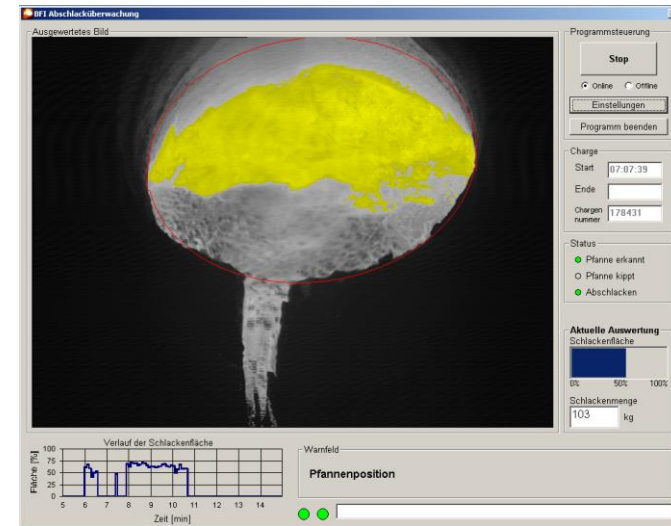 BFI Abschlacküberwachung
Ausgewertetes Bild
Programmsteuerung
Stop
Online
Offline
Einstellungen
Programm beenden
Charge
Start 07:07:39
Ende
Chargen
nummer 178431
Status
Pfanne erkannt
Pfanne kippt
Abschlacken
Aktuelle Auswertung
Schlackenfläche
0% 50% 100%
Schlackenmenge
103 kg
Verlauf der Schlackenfläche
Fläche [%]
100
75
50
25
0
5 6 7 8 9 10 11 12 13 14
Zeit [min]
Warnfeld
Pfannenposition